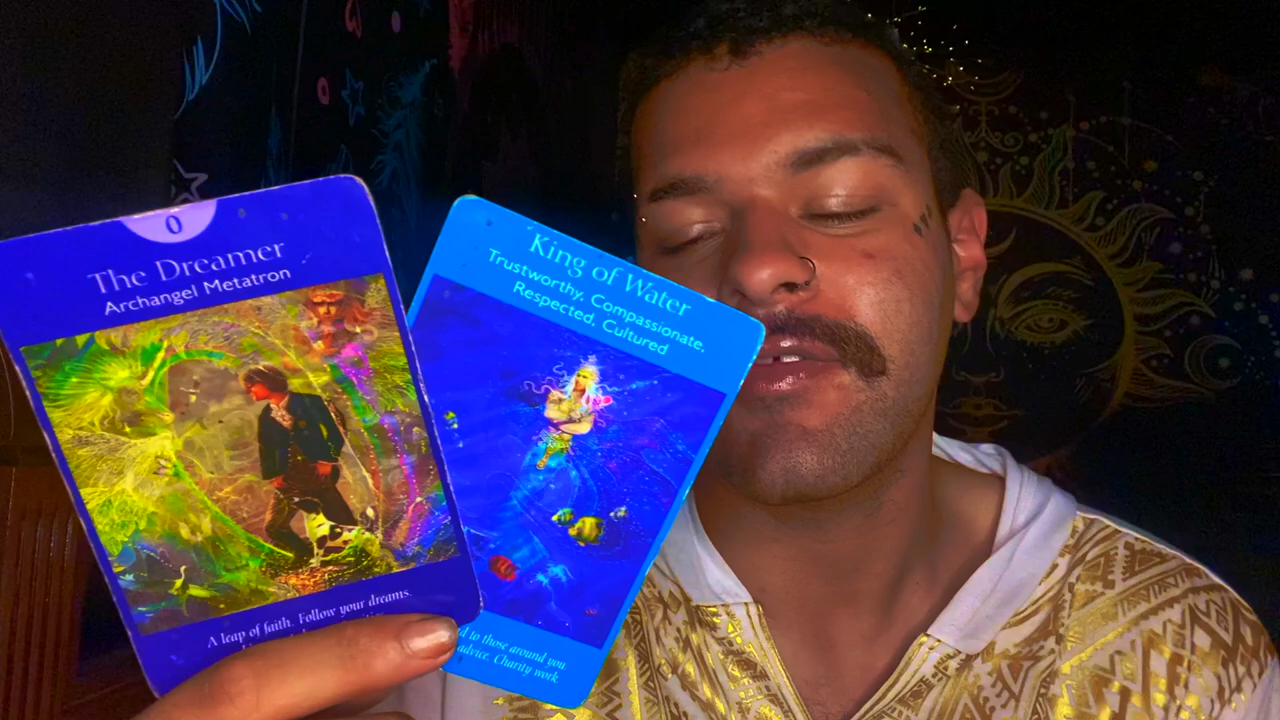 0
The Dreamer
Archangel Metatron
A leap of faith. Follow your dreams.
King of Water
Trustworthy, Compassionate,
Respected, Cultured
to those around you
advice. Charity work.